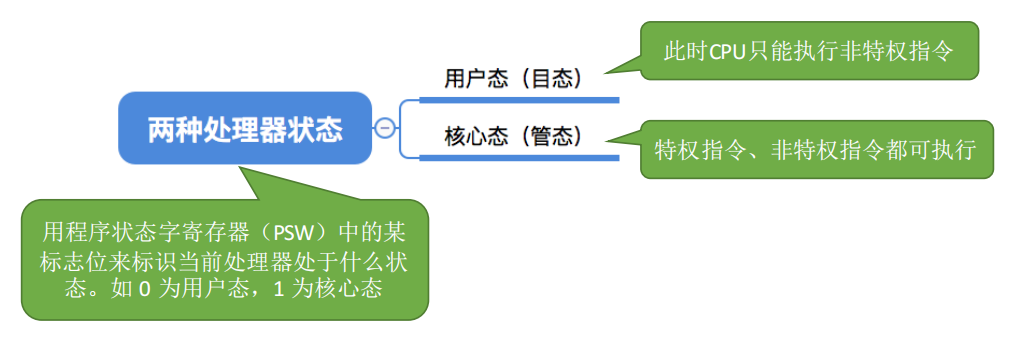 此时CPU只能执行非特权指令
用户态（目态）
两种处理器状态
核心态（管态）
特权指令、非特权指令都可执行
用程序状态字寄存器（PSW）中的某
标志位来标识当前处理器处于什么状
态。如 0 为用户态，1 为核心态